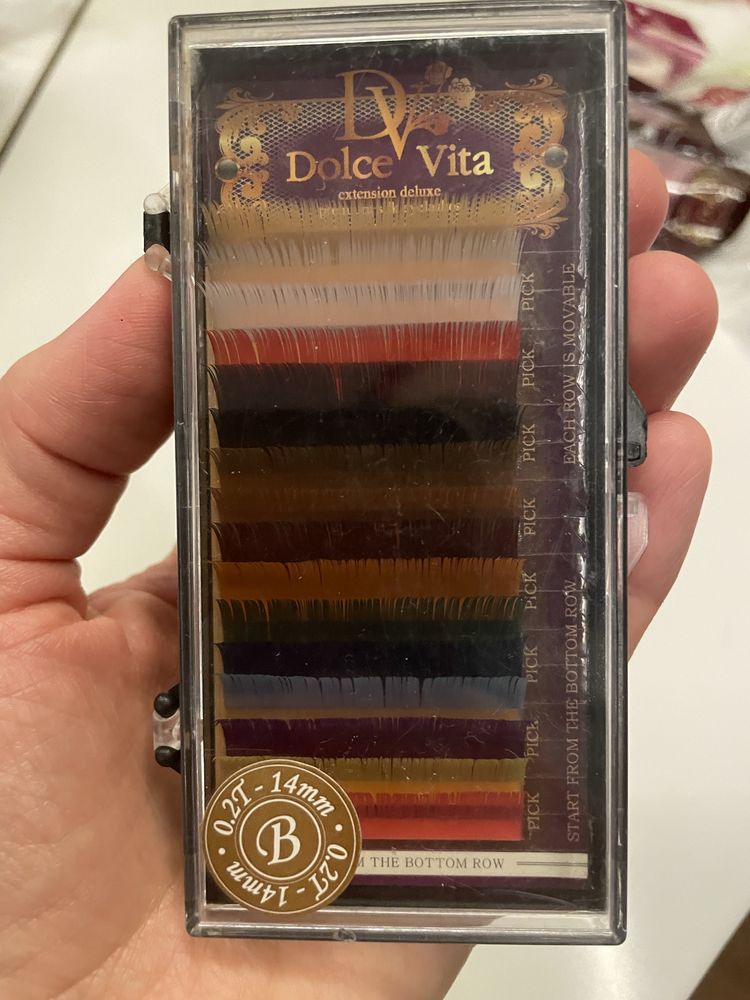 DV
Dolce Vita
extension deluxe
PICK
PICK
PICK
PICK
PICK
PICK
PICK
PICK
EACH ROW IS MOVABLE
START FROM THE BOTTOM ROW
0.2T - 14mm • 0.2T - 14mm •
B
THE BOTTOM ROW